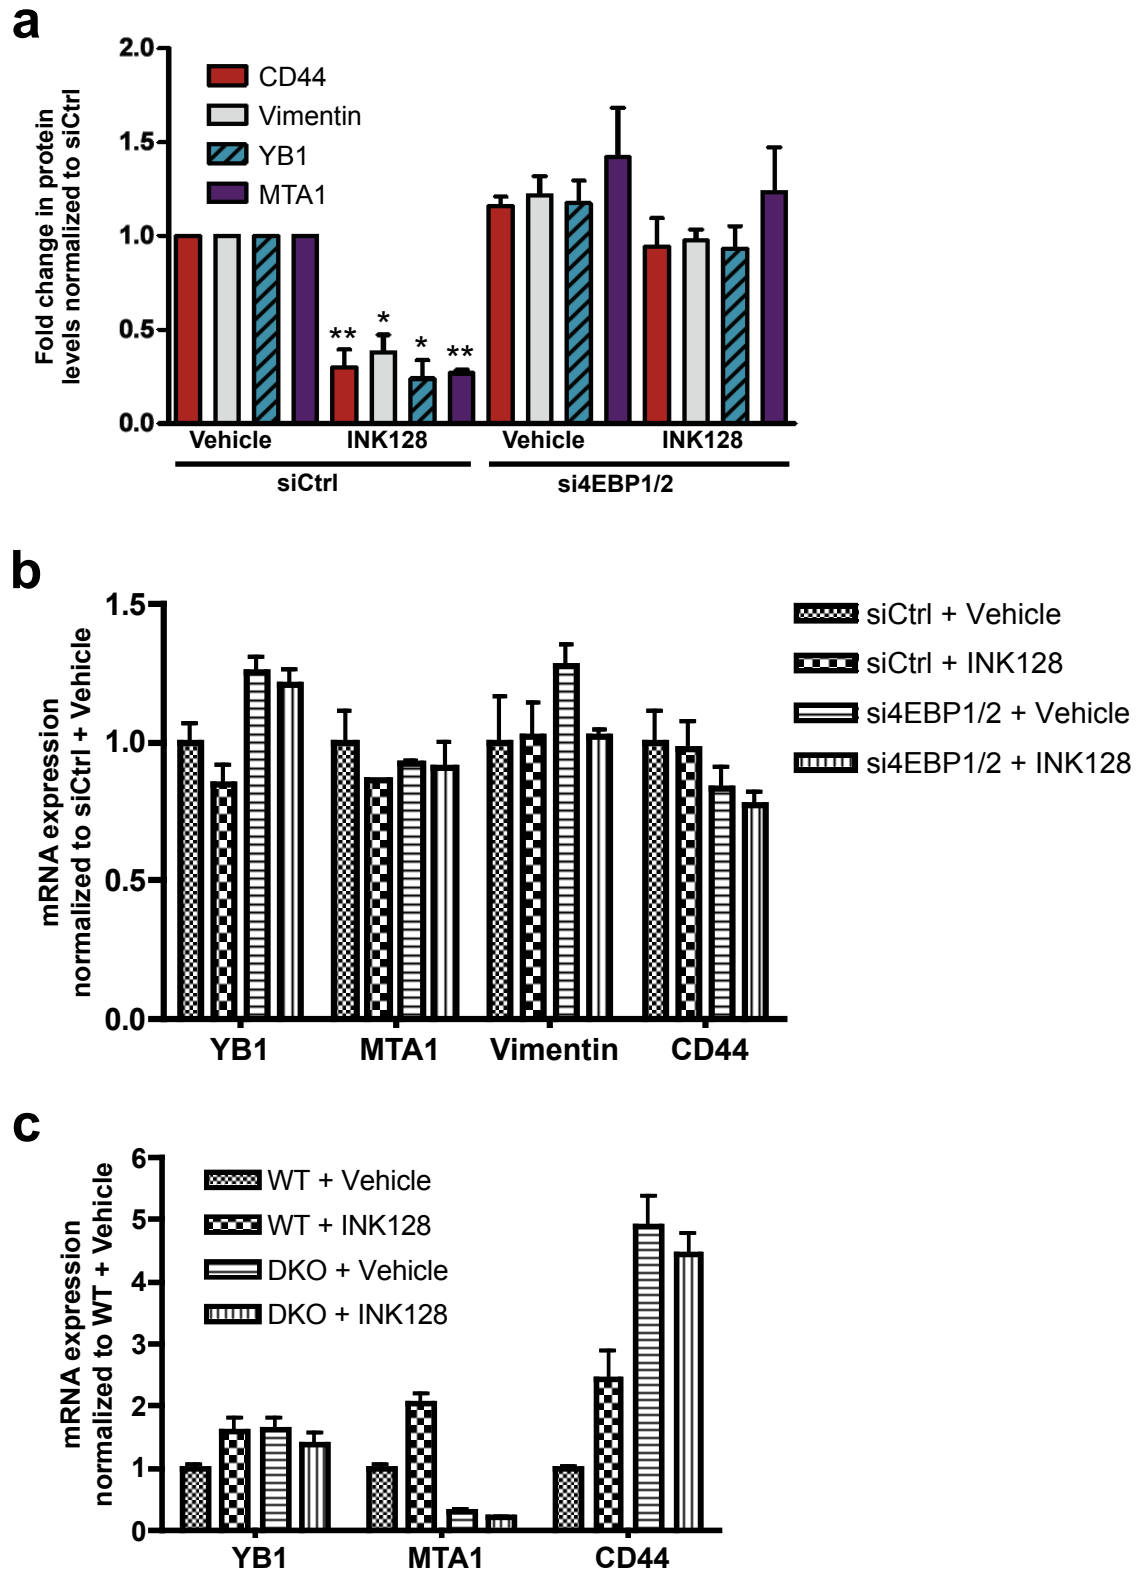 a
Fold change in protein
levels normalized to siCtrl
2.0
1.5
1.0
0.5
0.0
CD44
Vimentin
YB1
MTA1
** * * **
Vehicle INK128 Vehicle INK128
siCtrl si4EBP1/2
b
mRNA expression
normalized to siCtrl + Vehicle
1.5
1.0
0.5
0.0
siCtrl + Vehicle
siCtrl + INK128
si4EBP1/2 + Vehicle
si4EBP1/2 + INK128
YB1 MTA1 Vimentin CD44
c
mRNA expression
normalized to WT + Vehicle
6
5
4
3
2
1
0
WT + Vehicle
WT + INK128
DKO + Vehicle
DKO + INK128
YB1 MTA1 CD44